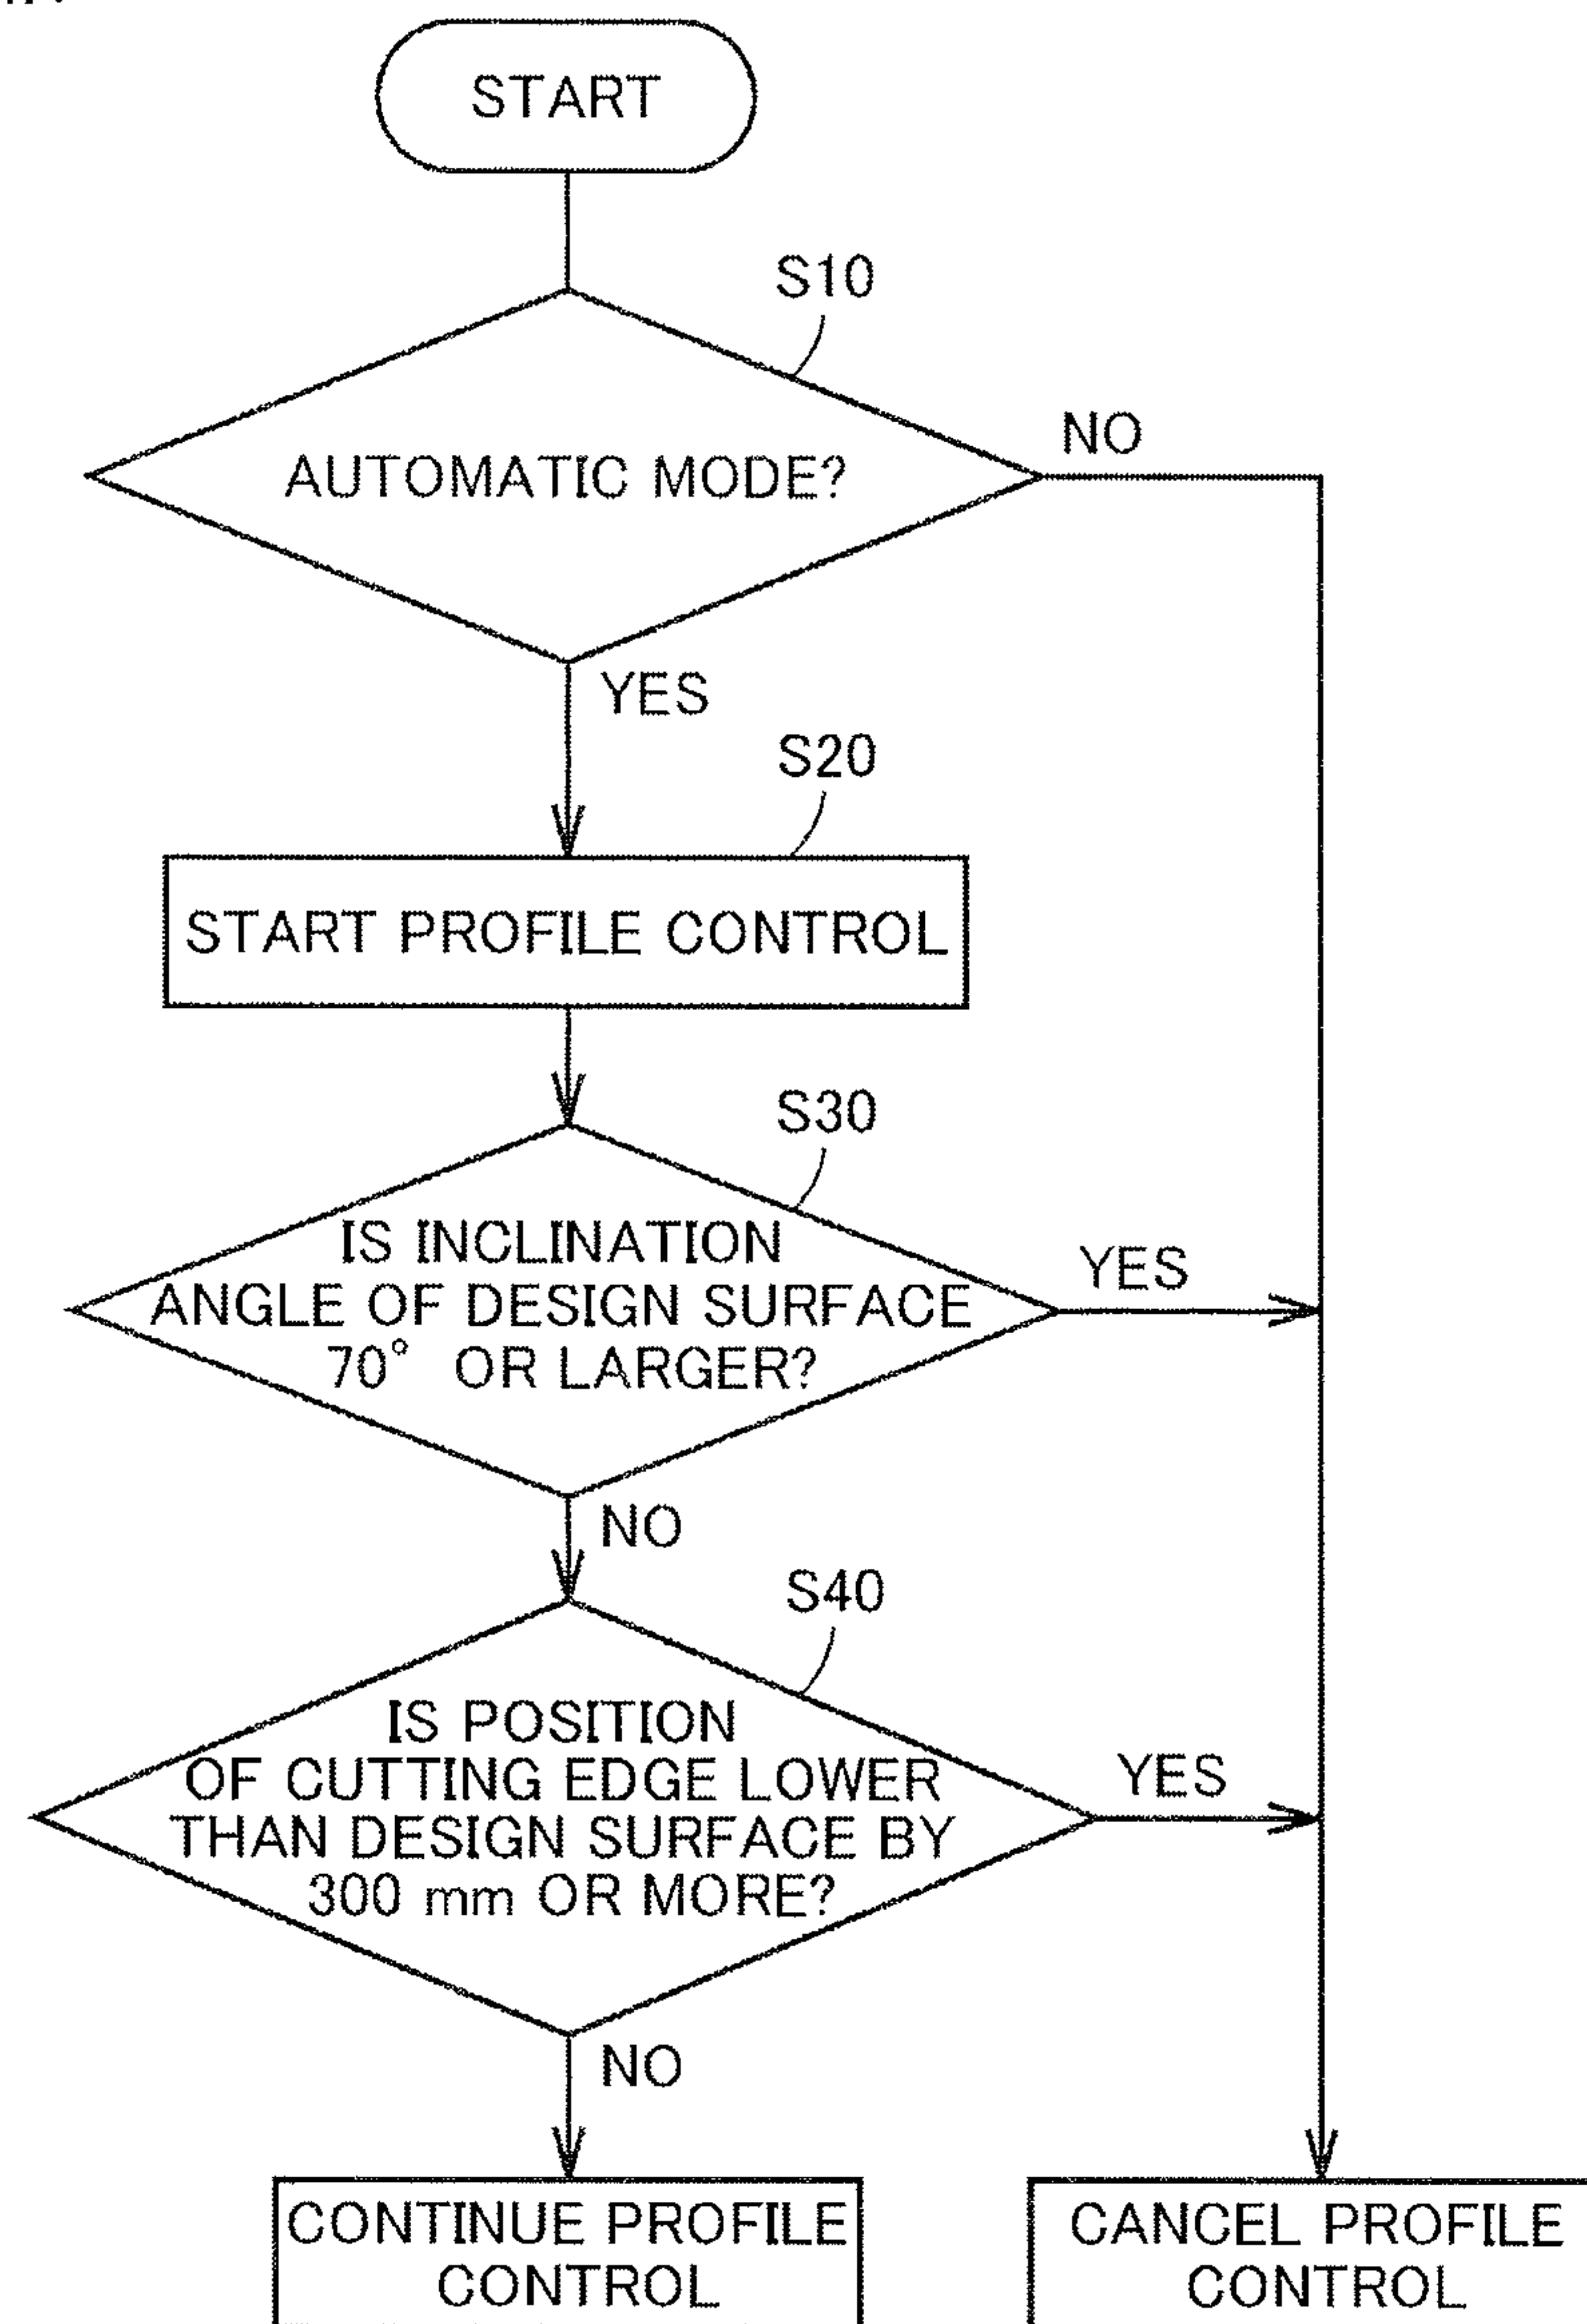 START
S10
AUTOMATIC MODE?
NO
YES
S20
START PROFILE CONTROL
S30
IS INCLINATION
ANGLE OF DESIGN SURFACE
70° OR LARGER?
YES
NO
S40
IS POSITION
OF CUTTING EDGE LOWER
THAN DESIGN SURFACE BY
300 mm OR MORE?
YES
NO
CONTINUE PROFILE
CONTROL
CANCEL PROFILE
CONTROL